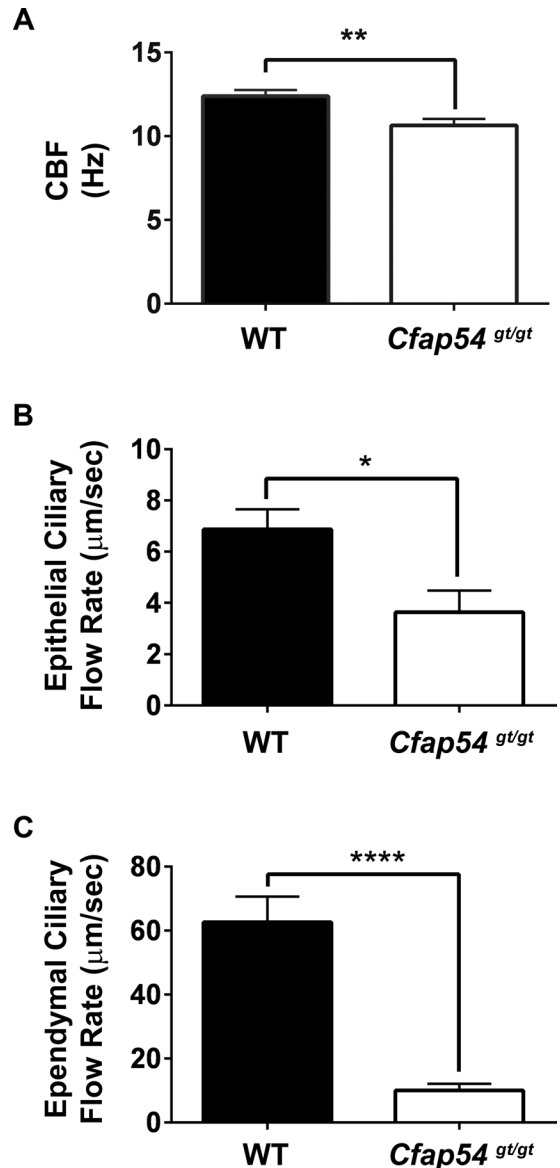 A
**
15
10
5
0
CBF
(Hz)
WT
Cfap54 gt/gt
B
*
10
8
6
4
2
0
Epithelial Ciliary
Flow Rate (μm/sec)
WT
Cfap54 gt/gt
C
****
80
60
40
20
0
Ependymal Ciliary
Flow Rate (μm/sec)
WT
Cfap54 gt/gt